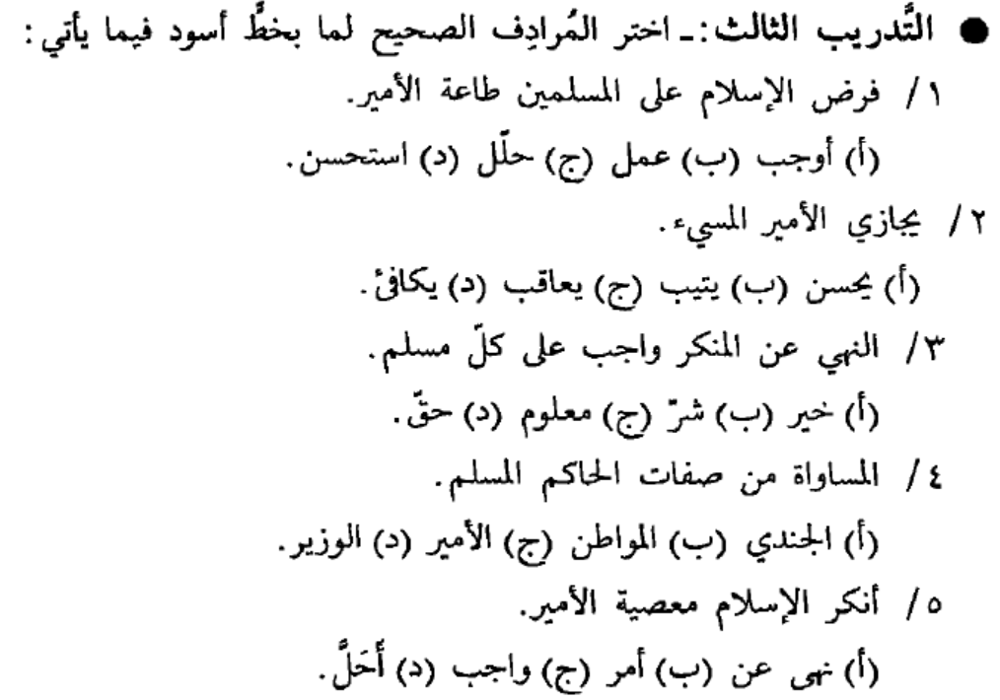 ● التَّدريب الثالث:ـ اختر المُرادِف الصحيح لما بخطٍّ أسود فيما يأتي:
١/ فرض الإسلام على المسلمين طاعة الأمير.
(أ) أوجب (ب) عمل (ج) حلّل (د) استحسن.
٢/ يجازي الأمير المسيء.
(أ) يحسن (ب) يتيب (ج) يعاقب (د) يكافئ.
٣/ النهي عن المنكر واجب على كلّ مسلم.
(أ) خير (ب) شرّ (ج) معلوم (د) حقّ.
٤/ المساواة من صفات الحاكم المسلم.
(أ) الجندي (ب) المواطن (ج) الأمير (د) الوزير.
٥/ أنكر الإسلام معصية الأمير.
(أ) نهى عن (ب) أمر (ج) واجب (د) أَحَلَّ.